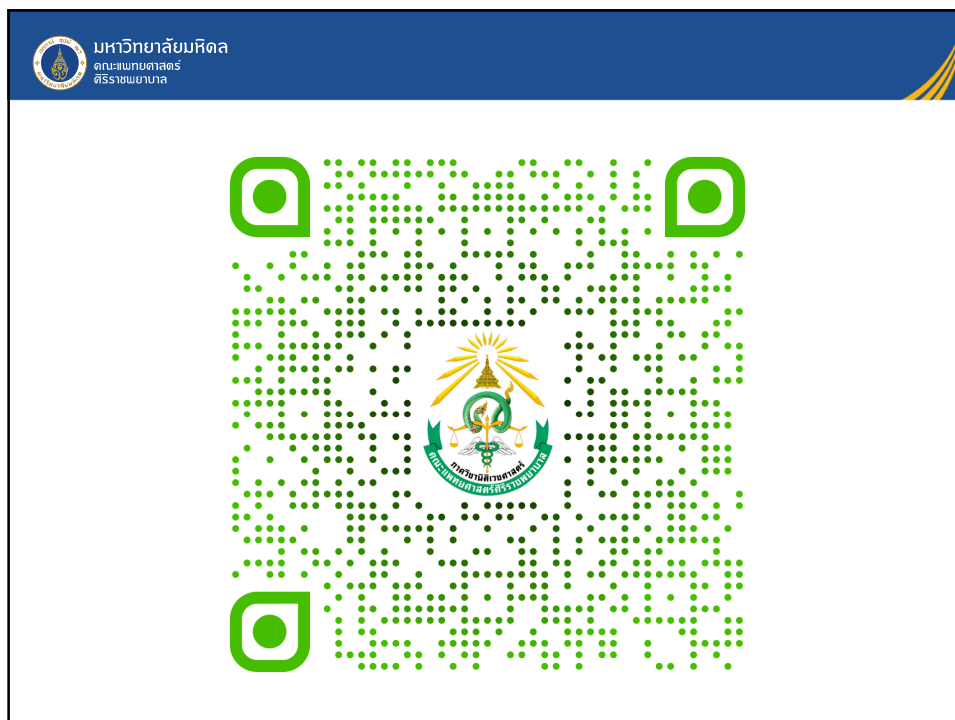 มหาวิทยาลัยมหิดล
คณะแพทยศาสตร์
ศิริราชพยาบาล
ภาควิชานิติเวชศาสตร์
คณะแพทยศาสตร์ศิริราชพยาบาล